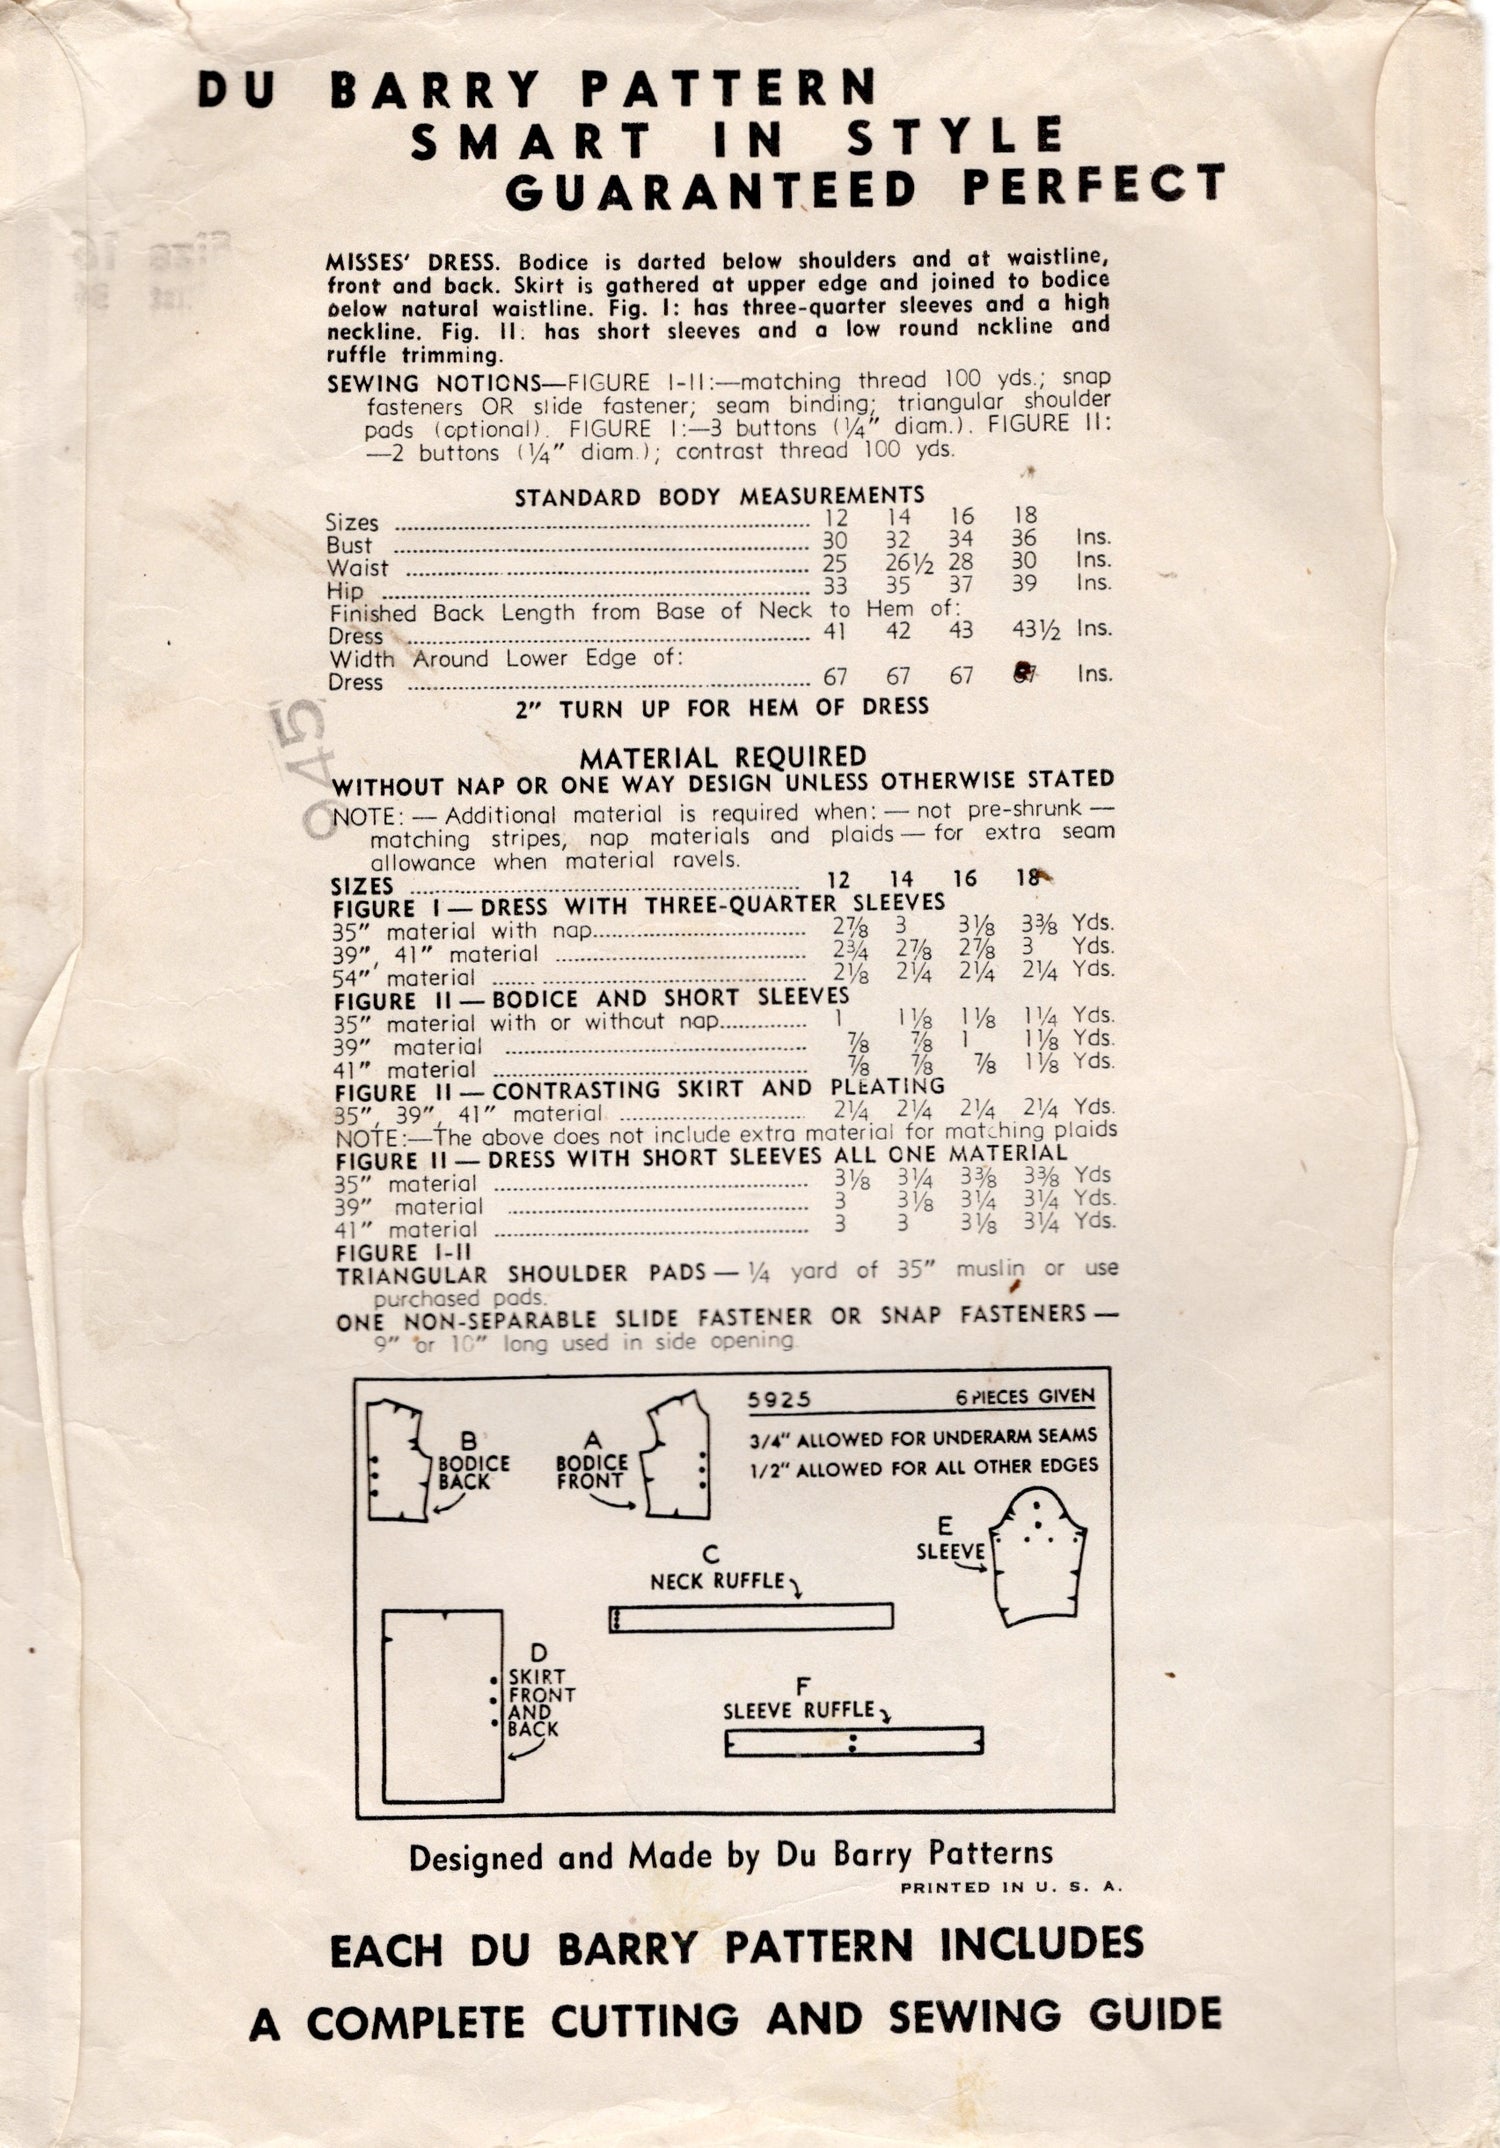 DU BARRY PATTERN
SMART IN STYLE
GUARANTEED PERFECT
MISSES' DRESS. Bodice is darted below shoulders and at waistline,
front and back. Skirt is gathered at upper edge and joined to bodice
below natural waistline. Fig. I: has three-quarter sleeves and a high
neckline. Fig. II: has short sleeves and a low round nckline and
ruffle trimming.
SEWING NOTIONS—FIGURE I-II:—matching thread 100 yds.; snap
fasteners OR slide fastener; seam binding; triangular shoulder
pads (optional). FIGURE I:—3 buttons (¼" diam.). FIGURE II:
—2 buttons (¼" diam.); contrast thread 100 yds.
STANDARD BODY MEASUREMENTS
Sizes 12 14 16 18
Bust 30 32 34 36 Ins.
Waist 25 26½ 28 30 Ins.
Hip 33 35 37 39 Ins.
Finished Back Length from Base of Neck to Hem of:
Dress 41 42 43 43½ Ins.
Width Around Lower Edge of:
Dress 67 67 67 67 Ins.
2" TURN UP FOR HEM OF DRESS
945
MATERIAL REQUIRED
WITHOUT NAP OR ONE WAY DESIGN UNLESS OTHERWISE STATED
NOTE: — Additional material is required when: — not pre-shrunk —
matching stripes, nap materials and plaids — for extra seam
allowance when material ravels.
SIZES 12 14 16 18
FIGURE I — DRESS WITH THREE-QUARTER SLEEVES
35" material with nap 2⅞ 3 3⅛ 3⅜ Yds.
39", 41" material 2¾ 2⅞ 2⅞ 3 Yds.
54" material 2⅛ 2¼ 2¼ 2¼ Yds.
FIGURE II — BODICE AND SHORT SLEEVES
35" material with or without nap 1 1⅛ 1⅛ 1¼ Yds.
39" material ⅞ ⅞ 1 1⅛ Yds.
41" material ⅞ ⅞ ⅞ 1⅛ Yds.
FIGURE II — CONTRASTING SKIRT AND PLEATING
35", 39", 41" material 2¼ 2¼ 2¼ 2¼ Yds.
NOTE:—The above does not include extra material for matching plaids
FIGURE II — DRESS WITH SHORT SLEEVES ALL ONE MATERIAL
35" material 3⅛ 3¼ 3⅜ 3⅜ Yds
39" material 3 3⅛ 3¼ 3¼ Yds.
41" material 3 3 3⅛ 3¼ Yds.
FIGURE I-II
TRIANGULAR SHOULDER PADS — ¼ yard of 35" muslin or use
purchased pads.
ONE NON-SEPARABLE SLIDE FASTENER OR SNAP FASTENERS —
9" or 10" long used in side opening
5925 6 PIECES GIVEN
3/4" ALLOWED FOR UNDERARM SEAMS
1/2" ALLOWED FOR ALL OTHER EDGES
B
BODICE
BACK
A
BODICE
FRONT
E
SLEEVE
C
NECK RUFFLE
D
SKIRT
FRONT
AND
BACK
F
SLEEVE RUFFLE
Designed and Made by Du Barry Patterns
PRINTED IN U. S. A.
EACH DU BARRY PATTERN INCLUDES
A COMPLETE CUTTING AND SEWING GUIDE